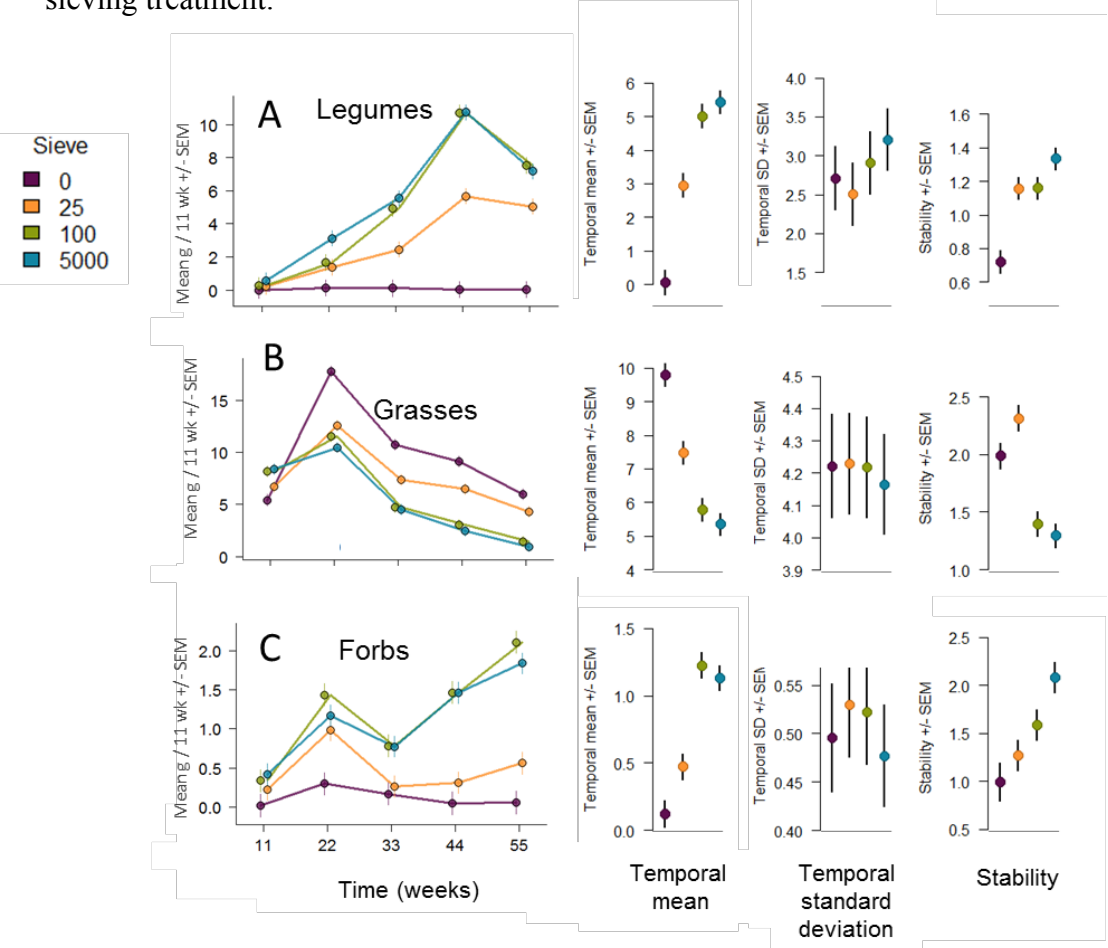 sieving treatment.
Sieve
0
25
100
5000
A Legumes
Mean g / 11 wk +/- SEM
10
8
6
4
2
0
Temporal mean +/- SEM
6
5
4
3
2
1
0
Temporal SD +/- SEM
4.0
3.5
3.0
2.5
2.0
1.5
Stability +/- SEM
1.6
1.4
1.2
1.0
0.8
0.6
B
Grasses
Mean g / 11 wk +/- SEM
15
10
5
0
Temporal mean +/- SEM
10
9
8
7
6
5
4
Temporal SD +/- SEM
4.5
4.4
4.3
4.2
4.1
4.0
3.9
Stability +/- SEM
2.5
2.0
1.5
1.0
C Forbs
Mean g / 11 wk +/- SEM
2.0
1.5
1.0
0.5
0.0
11 22 33 44 55
Time (weeks)
Temporal mean +/- SEM
1.5
1.0
0.5
0.0
Temporal
mean
Temporal SD +/- SEM
0.55
0.50
0.45
0.40
Temporal
standard
deviation
Stability +/- SEM
2.5
2.0
1.5
1.0
0.5
Stability